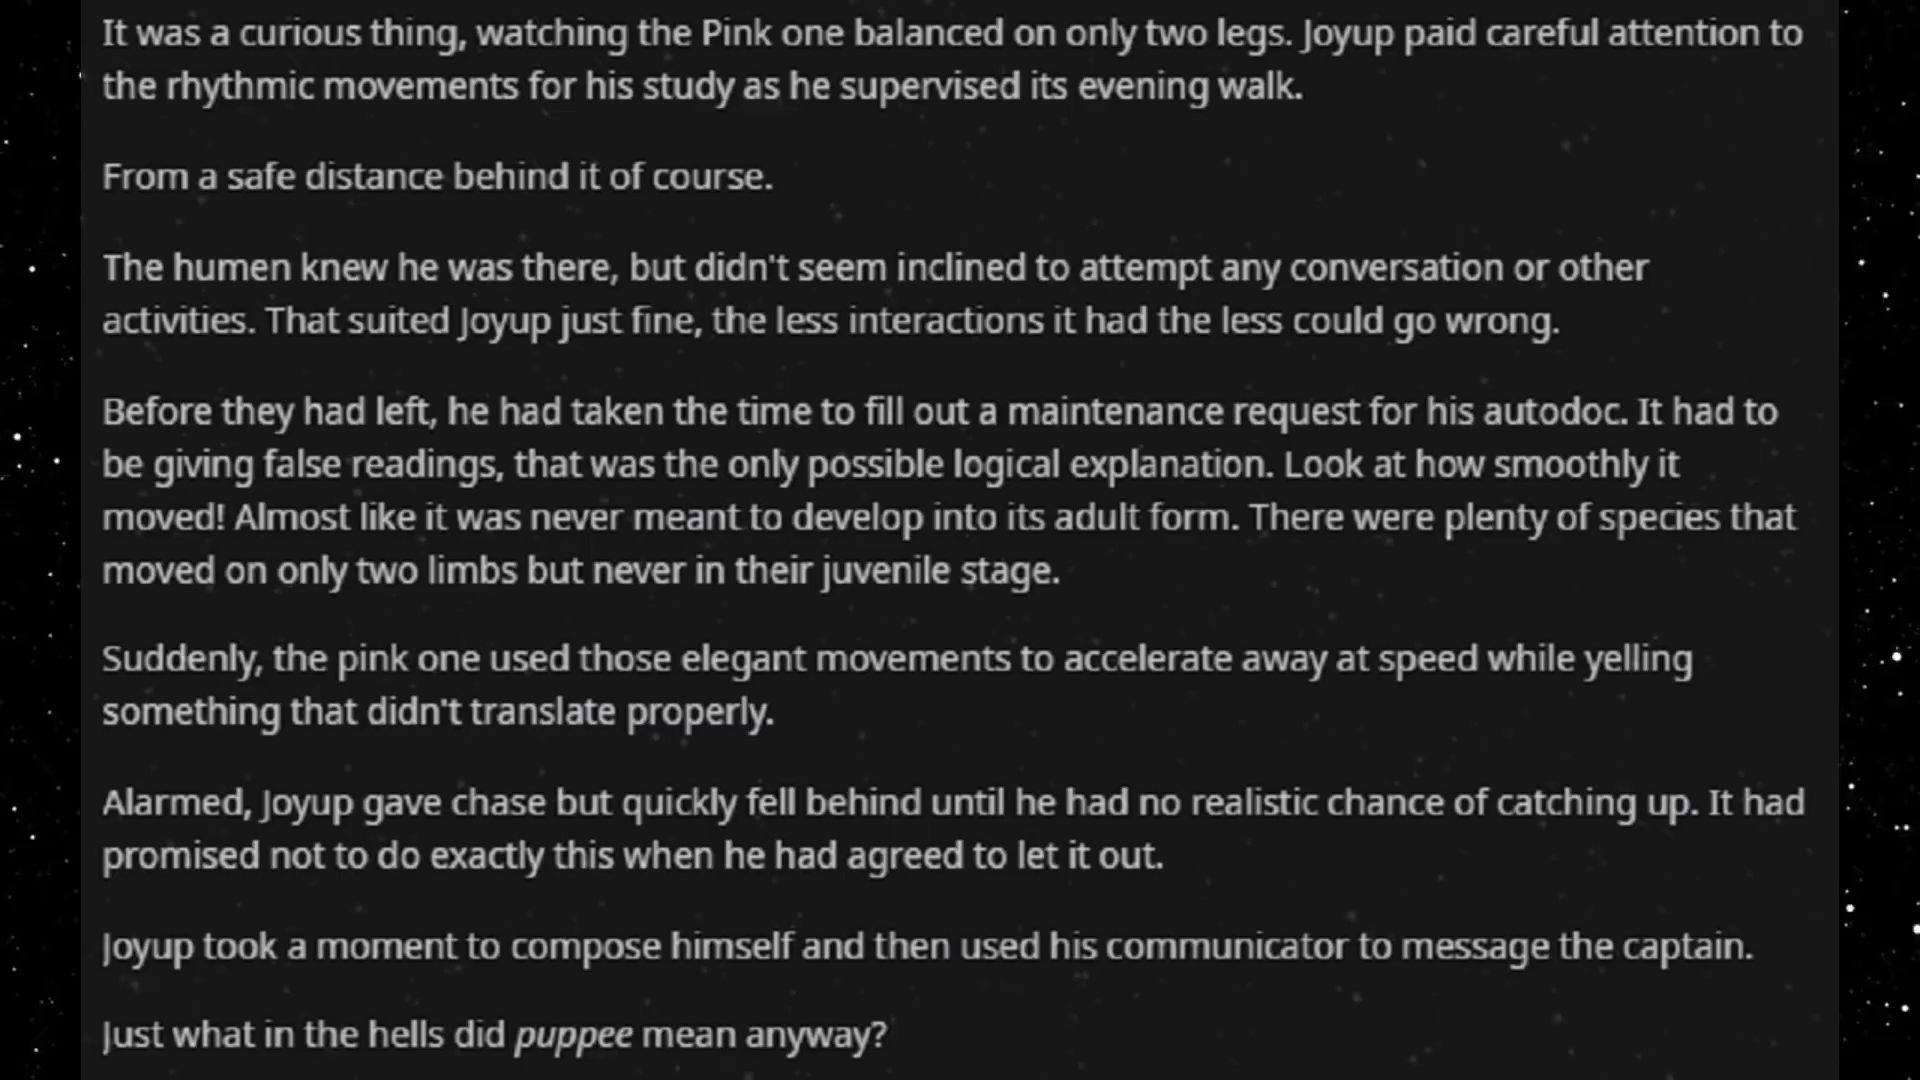 It was a curious thing, watching the Pink one balanced on only two legs. Joyup paid careful attention to
the rhythmic movements for his study as he supervised its evening walk.
From a safe distance behind it of course.
The humen knew he was there, but didn't seem inclined to attempt any conversation or other
activities. That suited Joyup just fine, the less interactions it had the less could go wrong.
Before they had left, he had taken the time to fill out a maintenance request for his autodoc. It had to
be giving false readings, that was the only possible logical explanation. Look at how smoothly it
moved! Almost like it was never meant to develop into its adult form. There were plenty of species that
moved on only two limbs but never in their juvenile stage.
Suddenly, the pink one used those elegant movements to accelerate away at speed while yelling
something that didn't translate properly.
Alarmed, Joyup gave chase but quickly fell behind until he had no realistic chance of catching up. It had
promised not to do exactly this when he had agreed to let it out.
Joyup took a moment to compose himself and then used his communicator to message the captain.
Just what in the hells did puppee mean anyway?